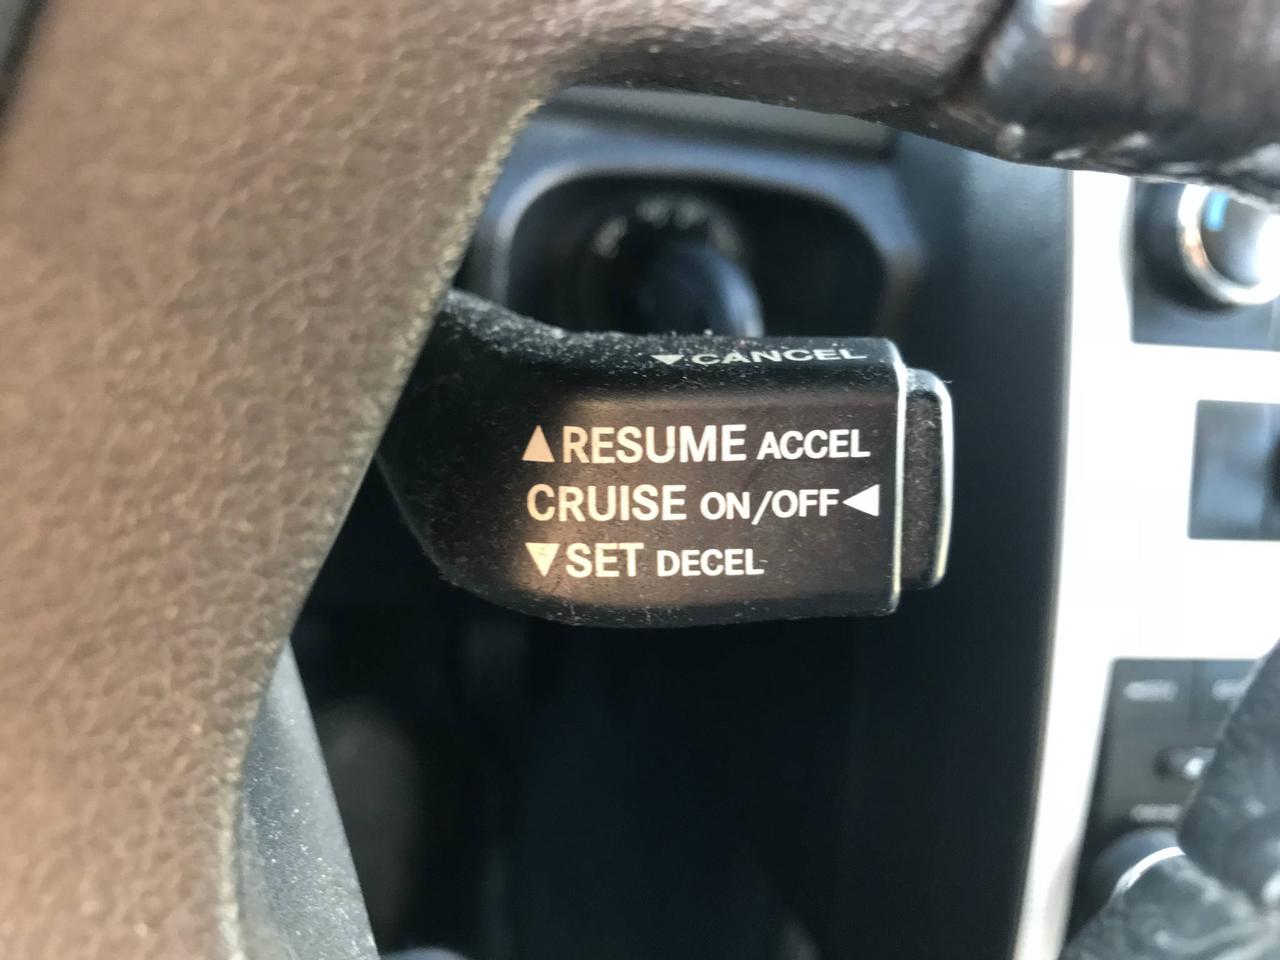 ▼CANCEL
▲RESUME ACCEL
CRUISE ON/OFF◀
▼SET DECEL